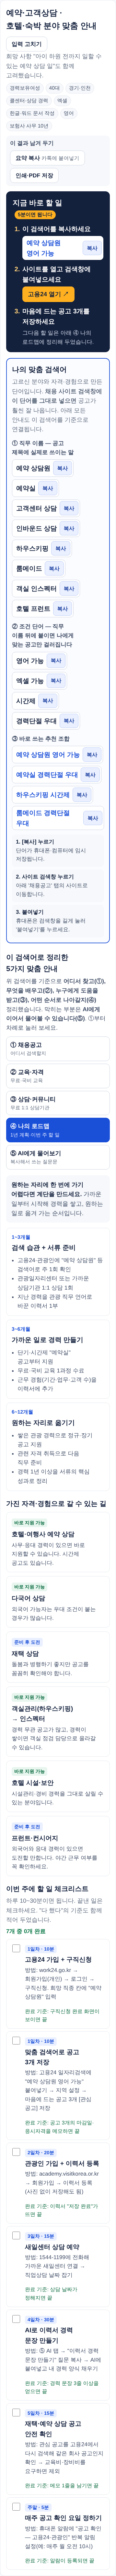 예약·고객상담 ·
호텔·숙박 분야 맞춤 안내
입력 고치기
희망 사항 "마이 하원 전까지 일할 수
있는 예약 상담 일"도 함께
고려했습니다.
경력보유여성
40대
경기·인천
콜센터·상담 경력
엑셀
한글·워드 문서 작성
영어
보험사 사무 10년
이 결과 남겨 두기
요약 복사 카톡에 붙여넣기
인쇄·PDF 저장
지금 바로 할 일
5분이면 됩니다
1. 이 검색어를 복사하세요
예약 상담원
영어 가능
복사
2. 사이트를 열고 검색창에
붙여넣으세요
고용24 열기 ↗
3. 마음에 드는 공고 3개를
저장하세요
그다음 할 일은 아래 ④ 나의
로드맵에 정리해 두었습니다.
나의 맞춤 검색어
고르신 분야와 자격·경험으로 만든
단어입니다. 채용 사이트 검색창에
이 단어를 그대로 넣으면 공고가
훨씬 잘 나옵니다. 아래 모든
안내도 이 검색어를 기준으로
연결됩니다.
① 직무 이름 — 공고
제목에 실제로 쓰이는 말
예약 상담원
복사
예약실
복사
고객센터 상담
복사
인바운드 상담
복사
하우스키핑
복사
룸메이드
복사
객실 인스펙터
복사
호텔 프런트
복사
② 조건 단어 — 직무
이름 뒤에 붙이면 나에게
맞는 공고만 걸러집니다
영어 가능
복사
엑셀 가능
복사
시간제
복사
경력단절 우대
복사
③ 바로 쓰는 추천 조합
예약 상담원 영어 가능
복사
예약실 경력단절 우대
복사
하우스키핑 시간제
복사
룸메이드 경력단절
우대
복사
1. [복사] 누르기
단어가 휴대폰·컴퓨터에 임시
저장됩니다.
2. 사이트 검색창 누르기
아래 '채용공고' 탭의 사이트로
이동합니다.
3. 붙여넣기
휴대폰은 검색창을 길게 눌러
'붙여넣기'를 누르세요.
이 검색어로 정리한
5가지 맞춤 안내
위 검색어를 기준으로 어디서 찾고(①),
무엇을 배우고(②), 누구에게 도움을
받고(③), 어떤 순서로 나아갈지(④)
정리했습니다. 막히는 부분은 AI에게
이어서 물어볼 수 있습니다(⑤). ①부터
차례로 눌러 보세요.
① 채용공고
어디서 검색할지
② 교육·자격
무료·국비 교육
③ 상담·커뮤니티
무료 1:1 상담기관
④ 나의 로드맵
1년 계획·이번 주 할 일
⑤ AI에게 물어보기
복사해서 쓰는 질문문
원하는 자리에 한 번에 가기
어렵다면 계단을 만드세요. 가까운
일부터 시작해 경력을 쌓고, 원하는
일로 옮겨 가는 순서입니다.
1~3개월
검색 습관 + 서류 준비
• 고용24·관광인에 "예약 상담원" 등
검색어로 주 1회 확인
• 관광일자리센터 또는 가까운
상담기관 1:1 상담 1회
• 지난 경력을 관광 직무 언어로
바꾼 이력서 1부
3~6개월
가까운 일로 경력 만들기
• 단기·시간제 "예약실"
공고부터 지원
• 무료·국비 교육 1과정 수료
• 근무 경험(기간·업무·고객 수)을
이력서에 추가
6~12개월
원하는 자리로 옮기기
• 쌓은 관광 경력으로 정규·장기
공고 지원
• 관련 자격 취득으로 다음
직무 준비
• 경력 1년 이상을 서류의 핵심
성과로 정리
가진 자격·경험으로 갈 수 있는 길
바로 지원 가능
호텔·여행사 예약 상담
사무·응대 경력이 있으면 바로
지원할 수 있습니다. 시간제
공고도 있습니다.
바로 지원 가능
다국어 상담
외국어 가능자는 우대 조건이 붙는
경우가 많습니다.
준비 후 도전
재택 상담
돌봄과 병행하기 좋지만 공고를
꼼꼼히 확인해야 합니다.
바로 지원 가능
객실관리(하우스키핑)
→ 인스펙터
경력 무관 공고가 많고, 경력이
쌓이면 객실 점검 담당으로 올라갈
수 있습니다.
바로 지원 가능
호텔 시설·보안
시설관리·경비 경력을 그대로 살릴 수
있는 분야입니다.
준비 후 도전
프런트·컨시어지
외국어와 응대 경력이 있으면
도전할 만합니다. 야간 근무 여부를
꼭 확인하세요.
이번 주에 할 일 체크리스트
하루 10~30분이면 됩니다. 끝낸 일은
체크하세요. "다 했다"의 기준도 함께
적어 두었습니다.
7개 중 0개 완료
1일차 · 10분
고용24 가입 + 구직신청
방법: work24.go.kr →
회원가입(개인) → 로그인 →
구직신청. 희망 직종 칸에 "예약
상담원" 입력
완료 기준: 구직신청 완료 화면이
보이면 끝
1일차 · 10분
맞춤 검색어로 공고
3개 저장
방법: 고용24 일자리검색에
"예약 상담원 영어 가능"
붙여넣기 → 지역 설정 →
마음에 드는 공고 3개 [관심
공고] 저장
완료 기준: 공고 3개의 마감일·
응시자격을 메모하면 끝
2일차 · 20분
관광인 가입 + 이력서 등록
방법: academy.visitkorea.or.kr
→ 회원가입 → 이력서 등록
(사진 없이 저장해도 됨)
완료 기준: 이력서 "저장 완료"가
뜨면 끝
3일차 · 15분
새일센터 상담 예약
방법: 1544-1199에 전화해
가까운 새일센터 연결 →
직업상담 날짜 잡기
완료 기준: 상담 날짜가
정해지면 끝
4일차 · 30분
AI로 이력서 경력
문장 만들기
방법: ⑤ AI 탭 → "이력서 경력
문장 만들기" 질문 복사 → AI에
붙여넣고 내 경력 방식 채우기
완료 기준: 경력 문장 3줄 이상을
얻으면 끝
5일차 · 15분
재택·예약 상담 공고
안전 확인
방법: 관심 공고를 고용24에서
다시 검색해 같은 회사·공고인지
확인 → 교육비·장비비를
요구하면 제외
완료 기준: 메모 1줄을 남기면 끝
주말 · 5분
매주 공고 확인 요일 정하기
방법: 휴대폰 알람에 "공고 확인
— 고용24·관광인" 반복 알림
설정(예: 매주 월 오전 10시)
완료 기준: 알람이 등록되면 끝